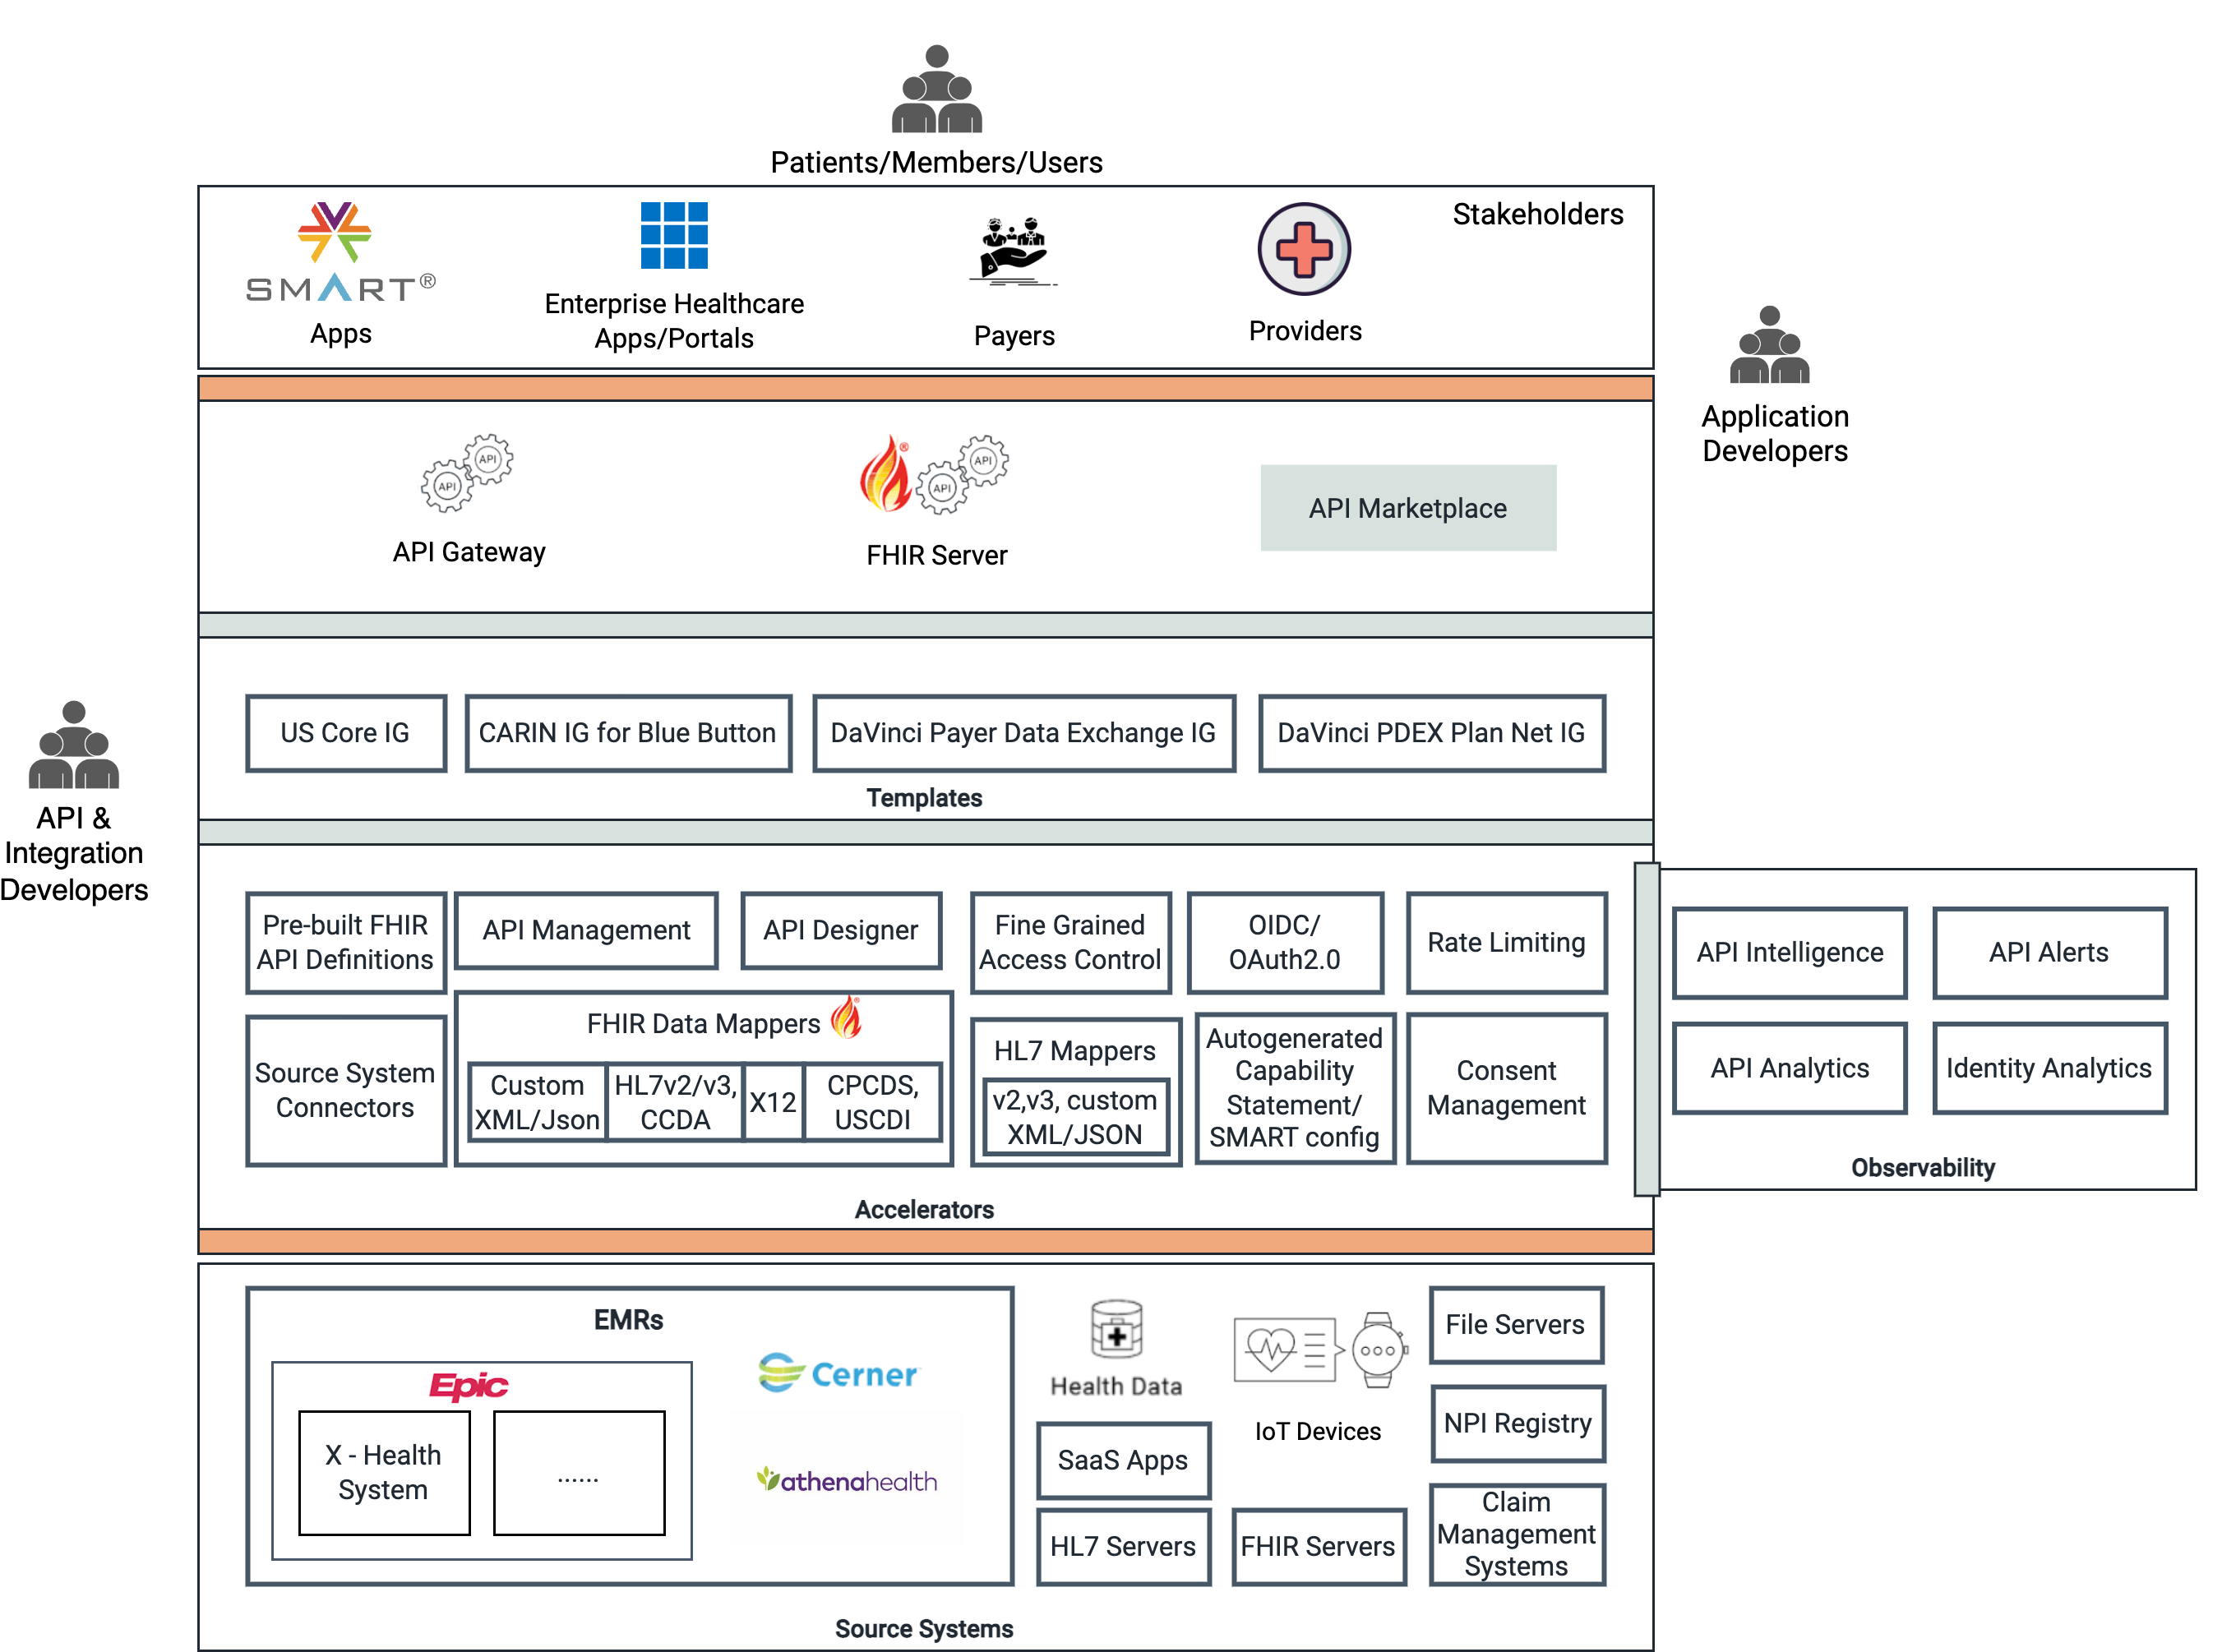 Patients/Members/Users
Stakeholders
SMART®
Apps
Enterprise Healthcare
Apps/Portals
Payers
Providers
Application
Developers
API
API
API Gateway
®
API
API
FHIR Server
API Marketplace
API &
Integration
Developers
US Core IG
CARIN IG for Blue Button
DaVinci Payer Data Exchange IG
DaVinci PDEX Plan Net IG
Templates
Pre-built FHIR
API Definitions
API Management
API Designer
Fine Grained
Access Control
OIDC/
OAuth2.0
Rate Limiting
Source System
Connectors
FHIR Data Mappers
®
Custom
XML/Json
HL7v2/v3,
CCDA
X12
CPCDS,
USCDI
HL7 Mappers
v2,v3, custom
XML/JSON
Autogenerated
Capability
Statement/
SMART config
Consent
Management
Accelerators
API Intelligence
API Alerts
API Analytics
Identity Analytics
Observability
EMRs
Epic
X - Health
System
......
Cerner
athenahealth
Health Data
IoT Devices
SaaS Apps
HL7 Servers
FHIR Servers
File Servers
NPI Registry
Claim
Management
Systems
Source Systems